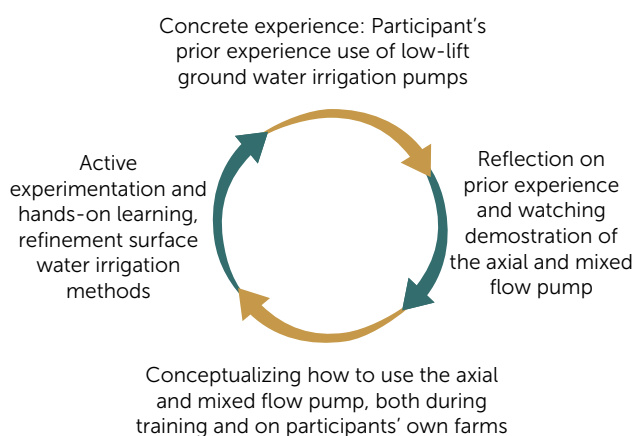 Concrete experience: Participant's
prior experience use of low-lift
ground water irrigation pumps
Reflection on
prior experience
and watching
demostration of
the axial and mixed
flow pump
Conceptualizing how to use the axial
and mixed flow pump, both during
training and on participants' own farms
Active
experimentation and
hands-on learning,
refinement surface
water irrigation
methods